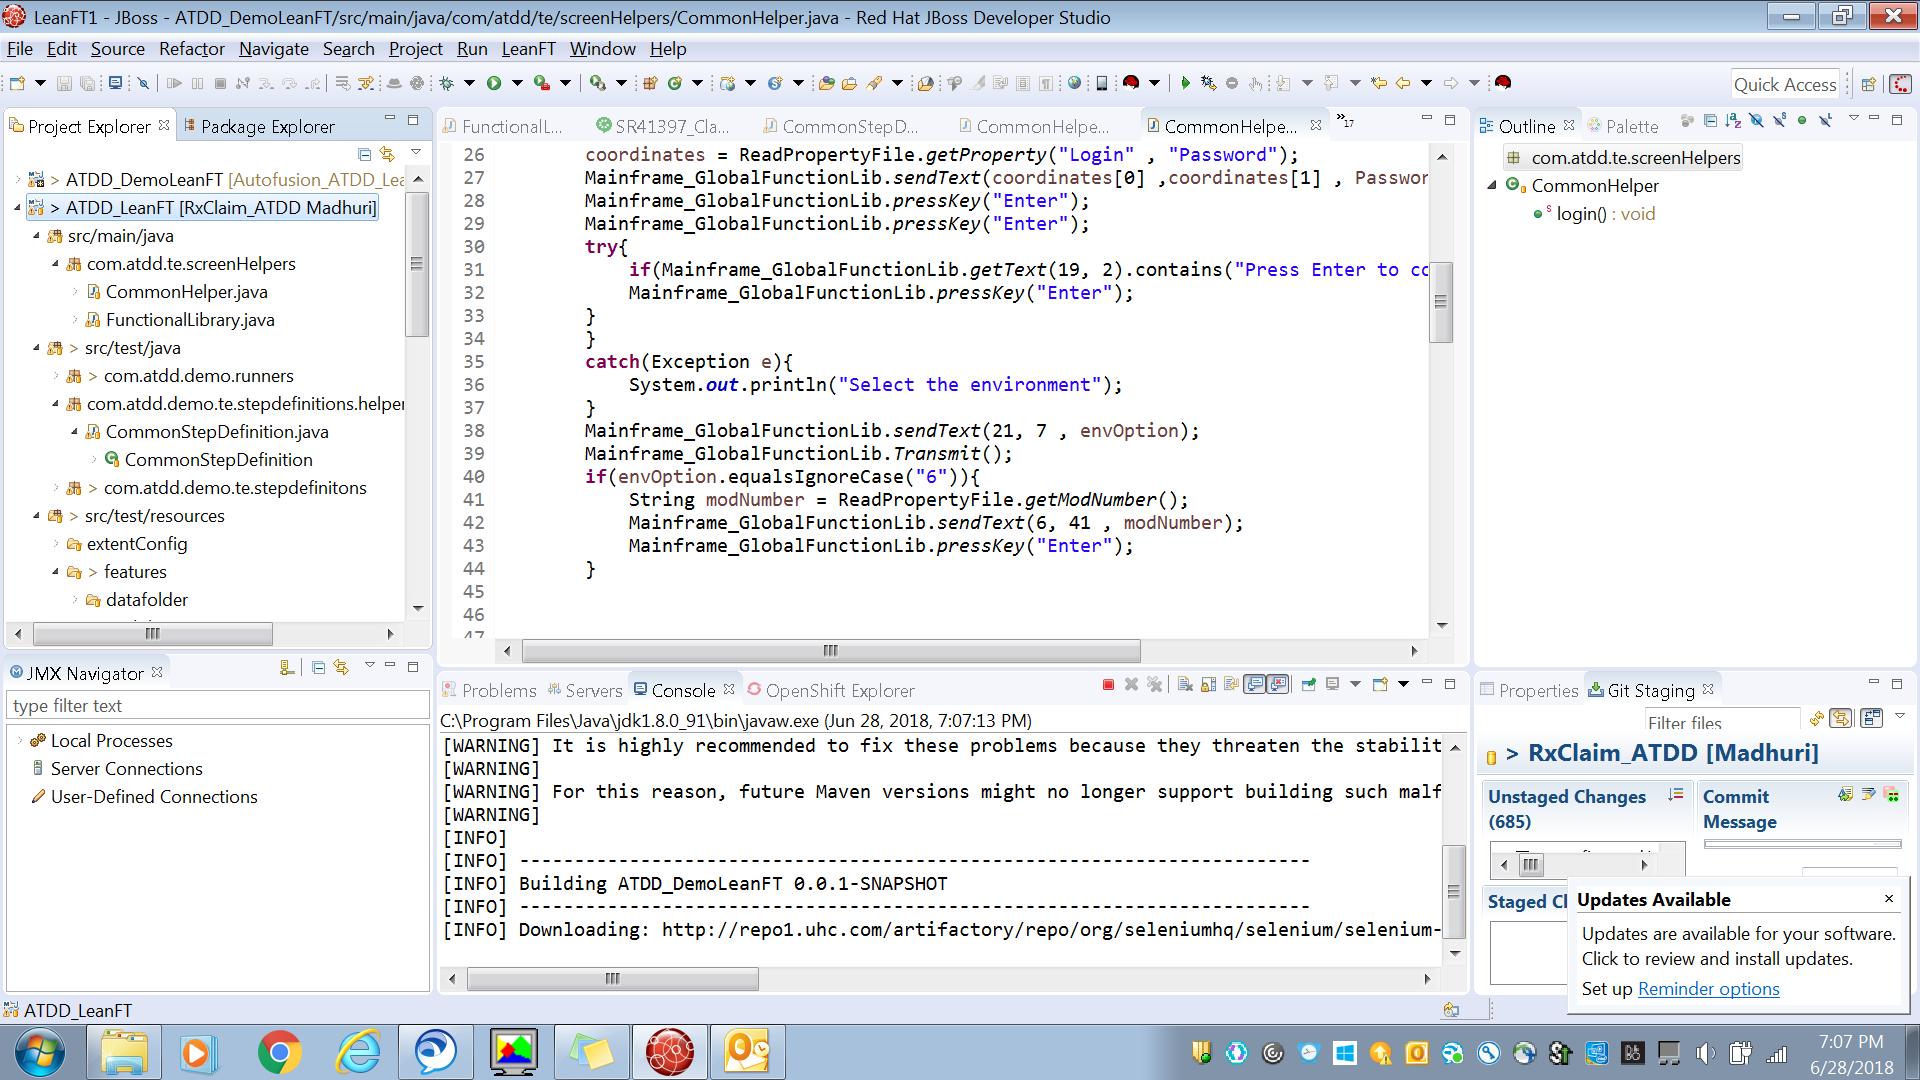 LeanFT1 - JBoss - ATDD_DemoLeanFT/src/main/java/com/atdd/te/screenHelpers/CommonHelper.java - Red Hat JBoss Developer Studio
File Edit Source Refactor Navigate Search Project Run LeanFT Window Help
Quick Access
Project Explorer Package Explorer
> ATDD_DemoLeanFT [Autofusion_ATDD_Lea
> ATDD_LeanFT [RxClaim_ATDD Madhuri]
src/main/java
com.atdd.te.screenHelpers
CommonHelper.java
FunctionalLibrary.java
> src/test/java
> com.atdd.demo.runners
com.atdd.demo.te.stepdefinitions.helper
CommonStepDefinition.java
CommonStepDefinition
> com.atdd.demo.te.stepdefinitons
> src/test/resources
extentConfig
> features
datafolder
FunctionalL... SR41397_Cla... CommonStepD... CommonHelpe... CommonHelpe... »17
26 coordinates = ReadPropertyFile.getProperty("Login" , "Password");
27 Mainframe_GlobalFunctionLib.sendText(coordinates[0] ,coordinates[1] , Passwor
28 Mainframe_GlobalFunctionLib.pressKey("Enter");
29 Mainframe_GlobalFunctionLib.pressKey("Enter");
30 try{
31 if(Mainframe_GlobalFunctionLib.getText(19, 2).contains("Press Enter to co
32 Mainframe_GlobalFunctionLib.pressKey("Enter");
33 }
34 }
35 catch(Exception e){
36 System.out.println("Select the environment");
37 }
38 Mainframe_GlobalFunctionLib.sendText(21, 7 , envOption);
39 Mainframe_GlobalFunctionLib.Transmit();
40 if(envOption.equalsIgnoreCase("6")){
41 String modNumber = ReadPropertyFile.getModNumber();
42 Mainframe_GlobalFunctionLib.sendText(6, 41 , modNumber);
43 Mainframe_GlobalFunctionLib.pressKey("Enter");
44 }
45
46
47
Outline Palette
com.atdd.te.screenHelpers
CommonHelper
login() : void
JMX Navigator
type filter text
Local Processes
Server Connections
User-Defined Connections
Problems Servers Console OpenShift Explorer
C:\Program Files\Java\jdk1.8.0_91\bin\javaw.exe (Jun 28, 2018, 7:07:13 PM)
[WARNING] It is highly recommended to fix these problems because they threaten the stabilit
[WARNING]
[WARNING] For this reason, future Maven versions might no longer support building such malf
[WARNING]
[INFO]
[INFO] ------------------------------------------------------------------------
[INFO] Building ATDD_DemoLeanFT 0.0.1-SNAPSHOT
[INFO] ------------------------------------------------------------------------
[INFO] Downloading: http://repo1.uhc.com/artifactory/repo/org/seleniumhq/selenium/selenium-
Properties Git Staging
Filter files
> RxClaim_ATDD [Madhuri]
Unstaged Changes (685)
Commit Message
Staged Cl
Updates Available
Updates are available for your software.
Click to review and install updates.
Set up Reminder options
ATDD_LeanFT
7:07 PM
6/28/2018